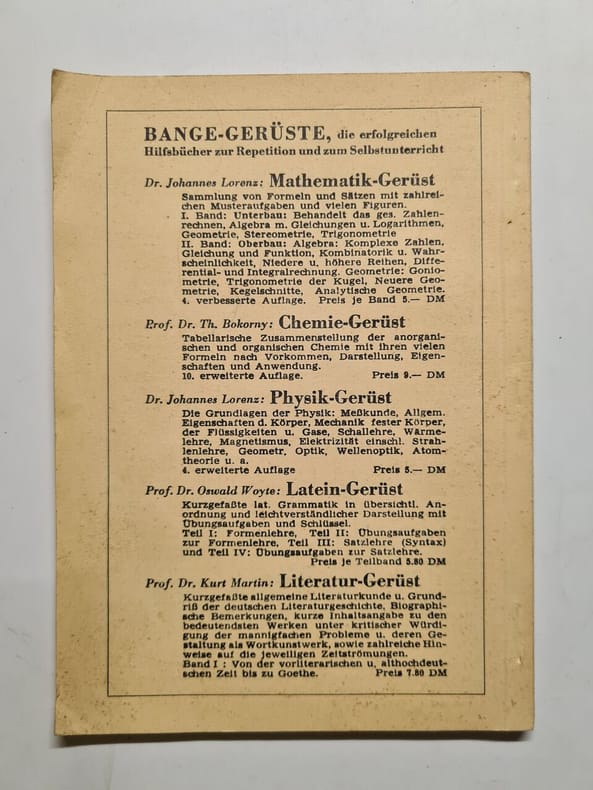 BANGE-GERÜSTE, die erfolgreichen
Hilfsbücher zur Repetition und zum Selbstunterricht
Dr. Johannes Lorenz: Mathematik-Gerüst
Sammlung von Formeln und Sätzen mit zahlrei-
chen Musteraufgaben und vielen Figuren.
I. Band: Unterbau: Behandelt das ges. Zahlen-
rechnen, Algebra m. Gleichungen u. Logarithmen,
Geometrie, Stereometrie, Trigonometrie
II. Band: Oberbau: Algebra: Komplexe Zahlen,
Gleichung und Funktion, Kombinatorik u. Wahr-
scheinlichkeit, Niedere u. höhere Reihen, Diffe-
rential- und Integralrechnung. Geometrie: Gonio-
metrie, Trigonometrie der Kugel, Neuere Geo-
metrie, Kegelschnitte, Analytische Geometrie.
4. verbesserte Auflage. Preis je Band 5.— DM
Prof. Dr. Th. Bokorny: Chemie-Gerüst
Tabellarische Zusammenstellung der anorgani-
schen und organischen Chemie mit ihren vielen
Formeln nach Vorkommen, Darstellung, Eigen-
schaften und Anwendung.
10. erweiterte Auflage. Preis 9.— DM
Dr. Johannes Lorenz: Physik-Gerüst
Die Grundlagen der Physik: Meßkunde, Allgem.
Eigenschaften d. Körper, Mechanik fester Körper,
der Flüssigkeiten u. Gase, Schallehre, Wärme-
lehre, Magnetismus, Elektrizität einschl. Strah-
lenlehre, Geometr. Optik, Wellenoptik, Atom-
theorie u. a.
4. erweiterte Auflage Preis 5.— DM
Prof. Dr. Oswald Woyte: Latein-Gerüst
Kurzgefaßte lat. Grammatik in übersichtl. An-
ordnung und leichtverständlicher Darstellung mit
Übungsaufgaben und Schlüssel.
Teil I: Formenlehre, Teil II: Übungsaufgaben
zur Formenlehre, Teil III: Satzlehre (Syntax)
und Teil IV: Übungsaufgaben zur Satzlehre.
Preis je Teilband 5.80 DM
Prof. Dr. Kurt Martin: Literatur-Gerüst
Kurzgefaßte allgemeine Literaturkunde u. Grund-
riß der deutschen Literaturgeschichte, Biographi-
sche Bemerkungen, kurze Inhaltsangabe zu den
bedeutendsten Werken unter kritischer Würdi-
gung der mannigfachen Probleme u. deren Ge-
staltung als Wortkunstwerk, sowie zahlreiche Hin-
weise auf die jeweiligen Zeitströmungen.
Band I : Von der vorliterarischen u. althochdeut-
schen Zeit bis zu Goethe. Preis 7.80 DM